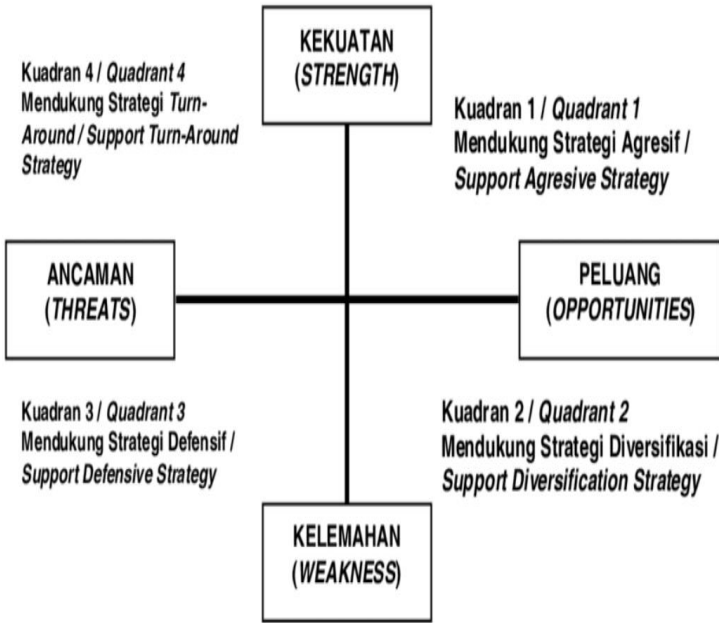 KEKUATAN
(STRENGTH)
Kuadran 4 / Quadrant 4
Mendukung Strategi Turn-
Around / Support Turn-Around
Strategy
Kuadran 1 / Quadrant 1
Mendukung Strategi Agresif /
Support Agresive Strategy
ANCAMAN
(THREATS)
PELUANG
(OPPORTUNITIES)
Kuadran 3 / Quadrant 3
Mendukung Strategi Defensif /
Support Defensive Strategy
Kuadran 2 / Quadrant 2
Mendukung Strategi Diversifikasi /
Support Diversification Strategy
KELEMAHAN
(WEAKNESS)